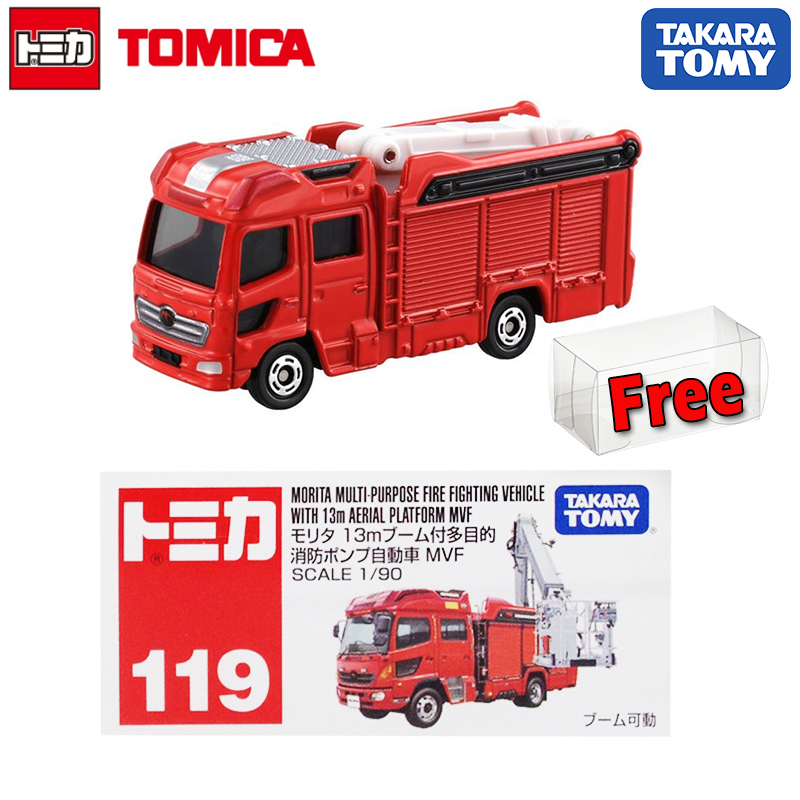 トミカ
TOMICA
TAKARA
TOMY
Free
トミカ
119
MORITA MULTI-PURPOSE FIRE FIGHTING VEHICLE
WITH 13m AERIAL PLATFORM MVF
モリタ 13mブーム付多目的
消防ポンプ自動車 MVF
SCALE 1/90
TAKARA
TOMY
ブーム可動